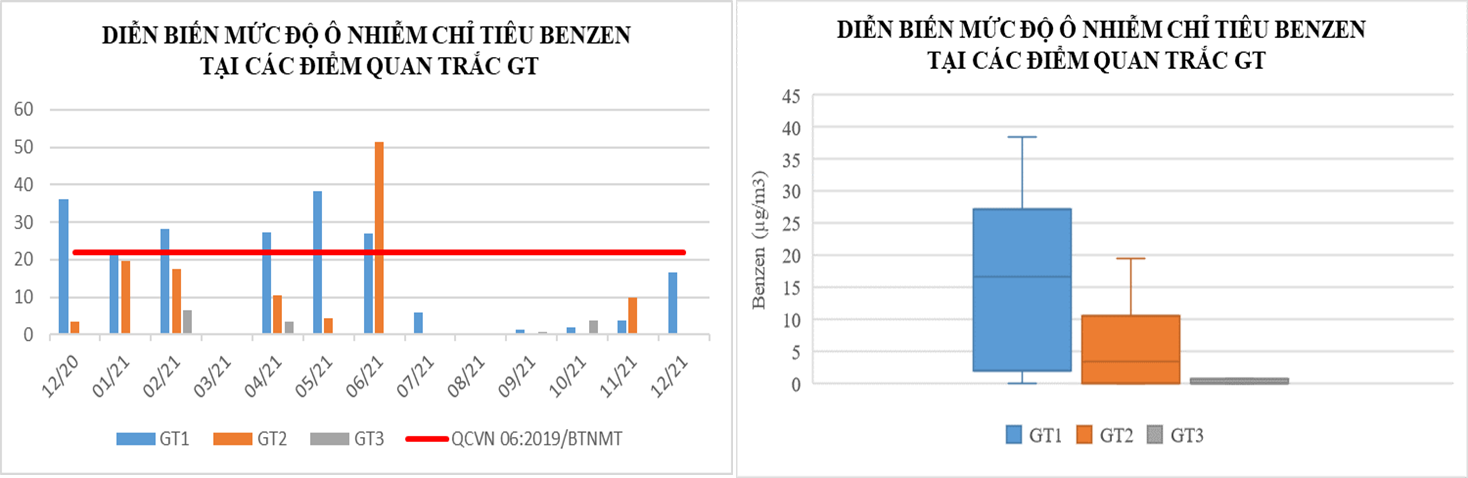 DIỄN BIẾN MỨC ĐỘ Ô NHIỄM CHỈ TIÊU BENZEN
TẠI CÁC ĐIỂM QUAN TRẮC GT
60
50
40
30
20
10
0
12/20 01/21 02/21 03/21 04/21 05/21 06/21 07/21 08/21 09/21 10/21 11/21 12/21
GT1 GT2 GT3 QCVN 06:2019/BTNMT
DIỄN BIẾN MỨC ĐỘ Ô NHIỄM CHỈ TIÊU BENZEN
TẠI CÁC ĐIỂM QUAN TRẮC GT
Benzen (µg/m3)
45
40
35
30
25
20
15
10
5
0
GT1 GT2 GT3